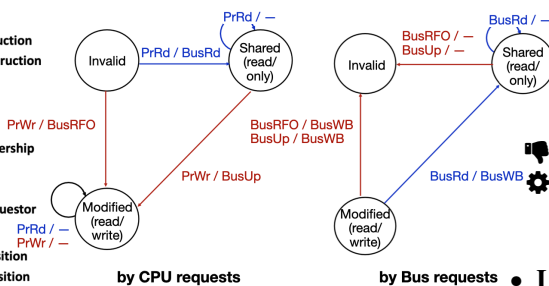 uction
truction
ership
uestor
ition
sition
PrRd / —
Invalid
PrRd / BusRd
Shared
(read/
only)
PrWr / BusRFO
PrWr / BusUp
Modified
(read/
write)
PrRd / —
PrWr / —
by CPU requests
BusRd / —
BusRFO / —
BusUp / —
Invalid
Shared
(read/
only)
BusRFO / BusWB
BusUp / BusWB
BusRd / BusWB
Modified
(read/
write)
by Bus requests